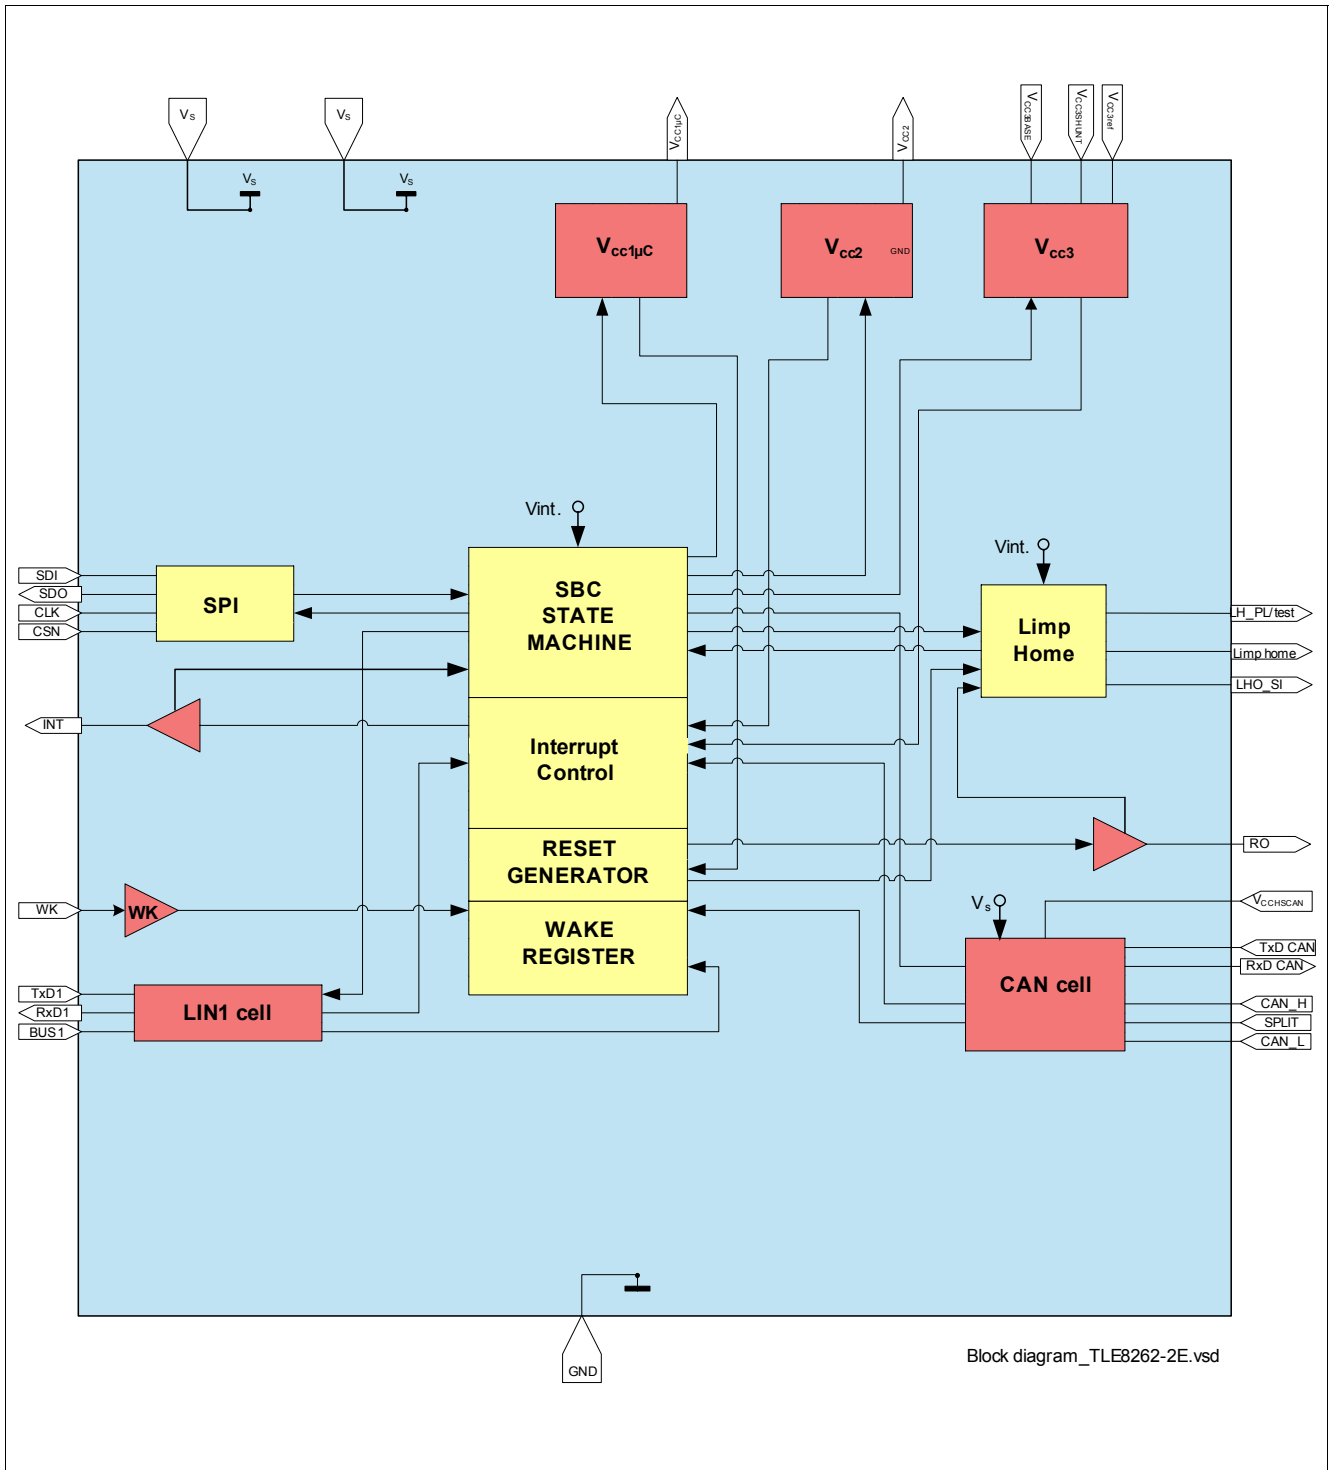 Vs
Vs
VCC1µC
VCC2
VCC3BASE
VCC3SHUNT
VCC3ref
Vs
Vs
Vcc1µC
Vcc2
GND
Vcc3
Vint.
Vint.
SDI
SDO
CLK
CSN
SPI
SBC
STATE
MACHINE
Limp
Home
LH_PL/test
Limp home
LHO_SI
INT
Interrupt
Control
RESET
GENERATOR
RO
WK
WK
WAKE
REGISTER
Vs
VCCHSCAN
TxD CAN
RxD CAN
CAN cell
CAN_H
SPLIT
CAN_L
TxD1
RxD1
BUS1
LIN1 cell
GND
Block diagram_TLE8262-2E.vsd